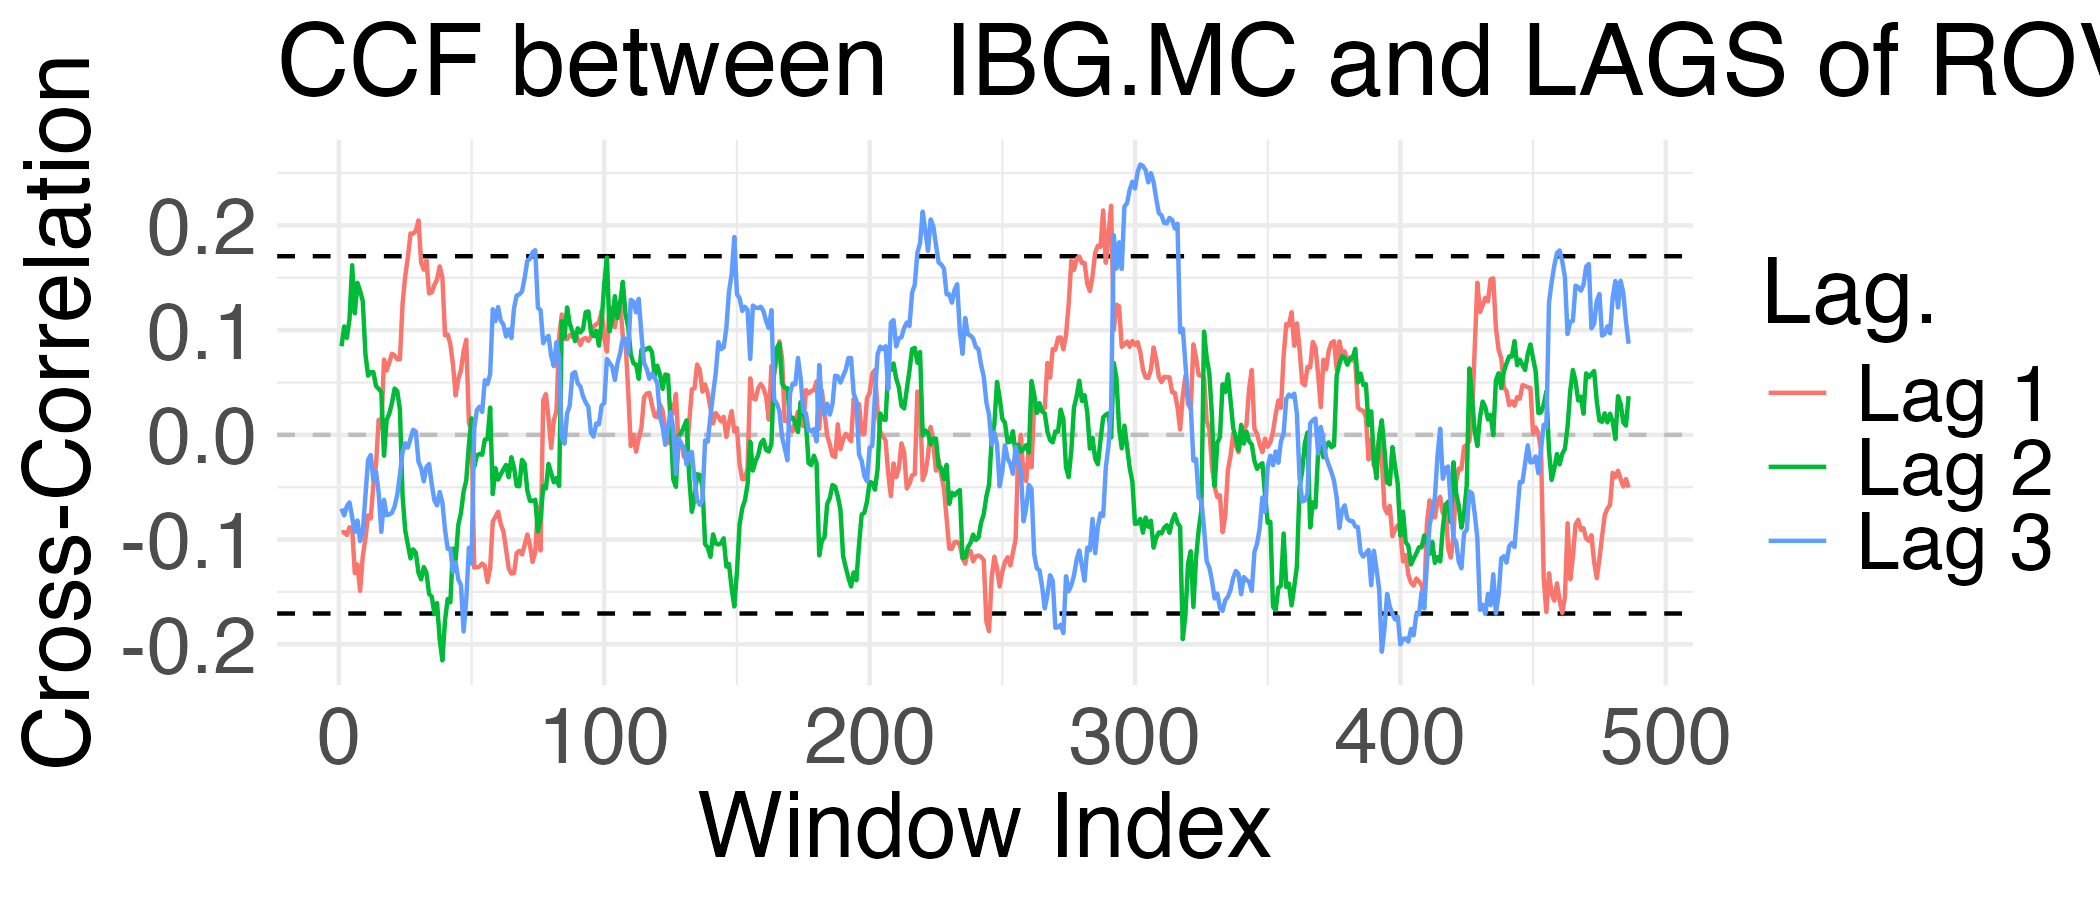 CCF between IBG.MC and LAGS of ROV
Cross-Correlation
0.2
0.1
0.0
-0.1
-0.2
0 100 200 300 400 500
Window Index
Lag.
Lag 1
Lag 2
Lag 3